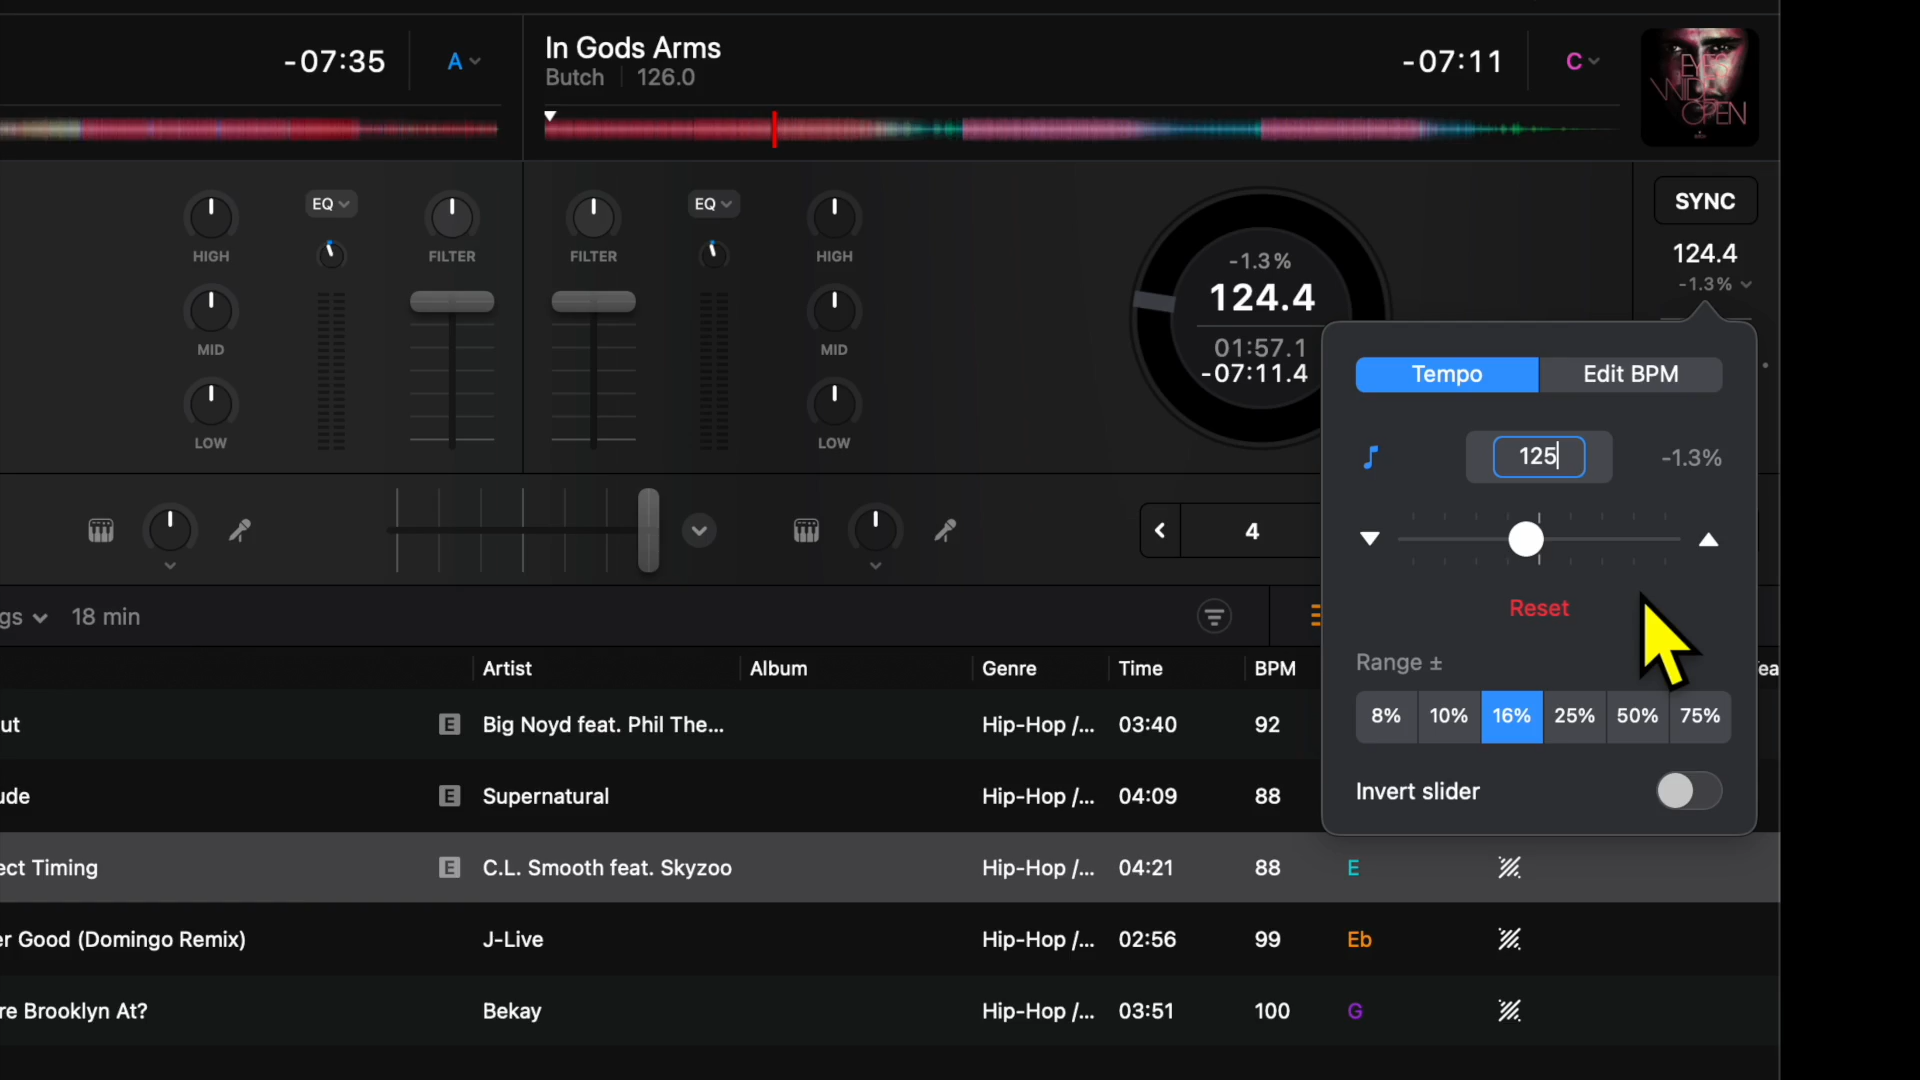 -07:35
A
In Gods Arms
Butch
126.0
-07:11
C
EYES
WIDE
OPEN
EQ
HIGH
FILTER
MID
LOW
EQ
FILTER
HIGH
MID
LOW
-1.3%
124.4
01:57.1
-07:11.4
SYNC
124.4
-1.3%
Tempo
Edit BPM
125
-1.3%
Reset
Range ±
8%
10%
16%
25%
50%
75%
Invert slider
4
gs
18 min
Artist
Album
Genre
Time
BPM
ea
ut E Big Noyd feat. Phil The... Hip-Hop /... 03:40 92
ude E Supernatural Hip-Hop /... 04:09 88
ect Timing E C.L. Smooth feat. Skyzoo Hip-Hop /... 04:21 88 E
er Good (Domingo Remix) J-Live Hip-Hop /... 02:56 99 Eb
re Brooklyn At? Bekay Hip-Hop /... 03:51 100 G